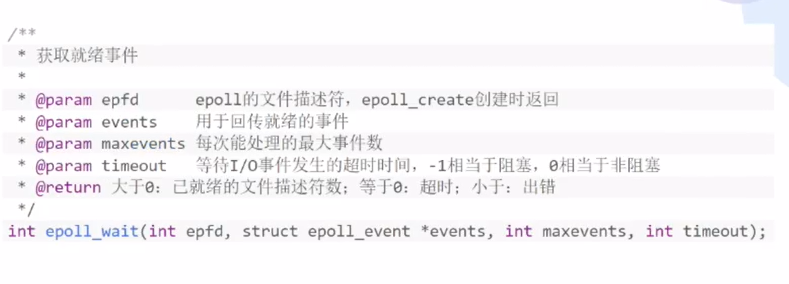 /**
 * 获取就绪事件
 *
 * @param epfd      epoll的文件描述符，epoll_create创建时返回
 * @param events    用于回传就绪的事件
 * @param maxevents 每次能处理的最大事件数
 * @param timeout   等待I/O事件发生的超时时间，-1相当于阻塞，0相当于非阻塞
 * @return 大于0：已就绪的文件描述符数；等于0：超时；小于：出错
 */
int epoll_wait(int epfd, struct epoll_event *events, int maxevents, int timeout);